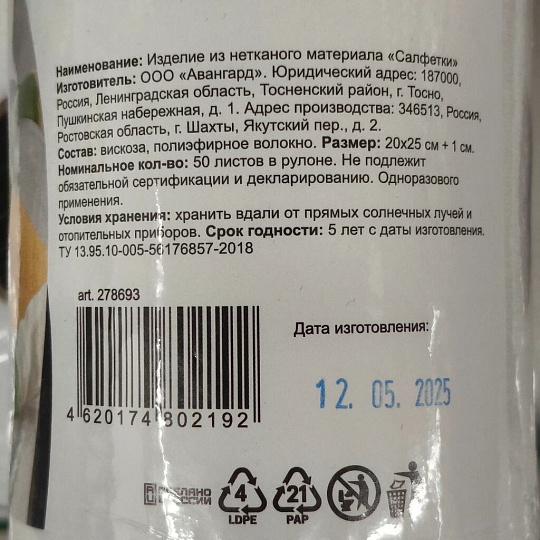 Наименование: Изделие из нетканого материала «Салфетки»
Изготовитель: ООО «Авангард». Юридический адрес: 187000,
Россия, Ленинградская область, Тосненский район, г. Тосно,
Пушкинская набережная, д. 1. Адрес производства: 346513, Россия,
Ростовская область, г. Шахты, Якутский пер., д. 2.
Состав: вискоза, полиэфирное волокно. Размер: 20х25 см + 1 см.
Номинальное кол-во: 50 листов в рулоне. Не подлежит
обязательной сертификации и декларированию. Одноразового
применения.
Условия хранения: хранить вдали от прямых солнечных лучей и
отопительных приборов. Срок годности: 5 лет с даты изготовления.
ТУ 13.95.10-005-56176857-2018
art. 278693
Дата изготовления:
12. 05. 2025
4 620174 802192
СДЕЛАНО
В РОССИИ
4
LDPE
21
PAP